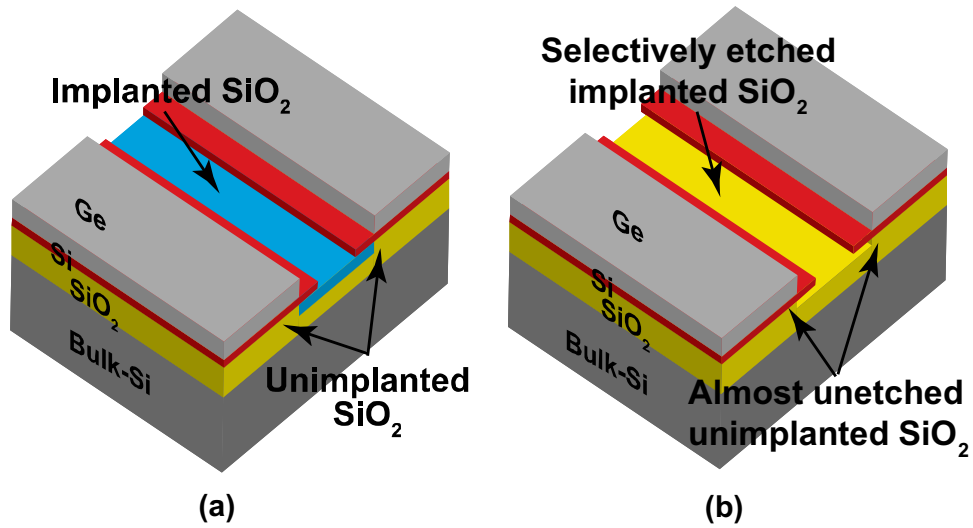 Implanted SiO₂
Ge
Si
SiO₂
Bulk-Si
Unimplanted
SiO₂
(a)
Selectively etched
implanted SiO₂
Ge
Si
SiO₂
Bulk-Si
Almost unetched
unimplanted SiO₂
(b)